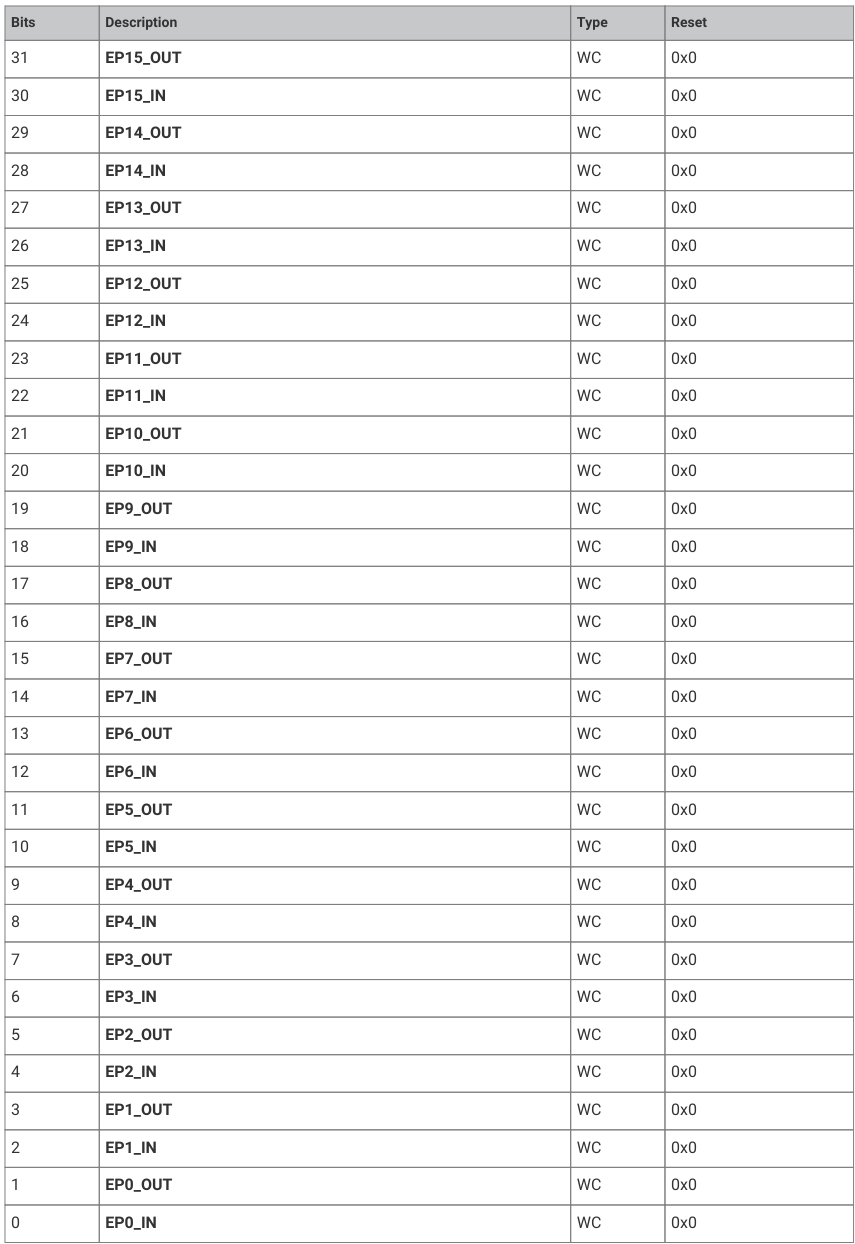 Bits Description Type Reset
31 EP15_OUT WC 0x0
30 EP15_IN WC 0x0
29 EP14_OUT WC 0x0
28 EP14_IN WC 0x0
27 EP13_OUT WC 0x0
26 EP13_IN WC 0x0
25 EP12_OUT WC 0x0
24 EP12_IN WC 0x0
23 EP11_OUT WC 0x0
22 EP11_IN WC 0x0
21 EP10_OUT WC 0x0
20 EP10_IN WC 0x0
19 EP9_OUT WC 0x0
18 EP9_IN WC 0x0
17 EP8_OUT WC 0x0
16 EP8_IN WC 0x0
15 EP7_OUT WC 0x0
14 EP7_IN WC 0x0
13 EP6_OUT WC 0x0
12 EP6_IN WC 0x0
11 EP5_OUT WC 0x0
10 EP5_IN WC 0x0
9 EP4_OUT WC 0x0
8 EP4_IN WC 0x0
7 EP3_OUT WC 0x0
6 EP3_IN WC 0x0
5 EP2_OUT WC 0x0
4 EP2_IN WC 0x0
3 EP1_OUT WC 0x0
2 EP1_IN WC 0x0
1 EP0_OUT WC 0x0
0 EP0_IN WC 0x0